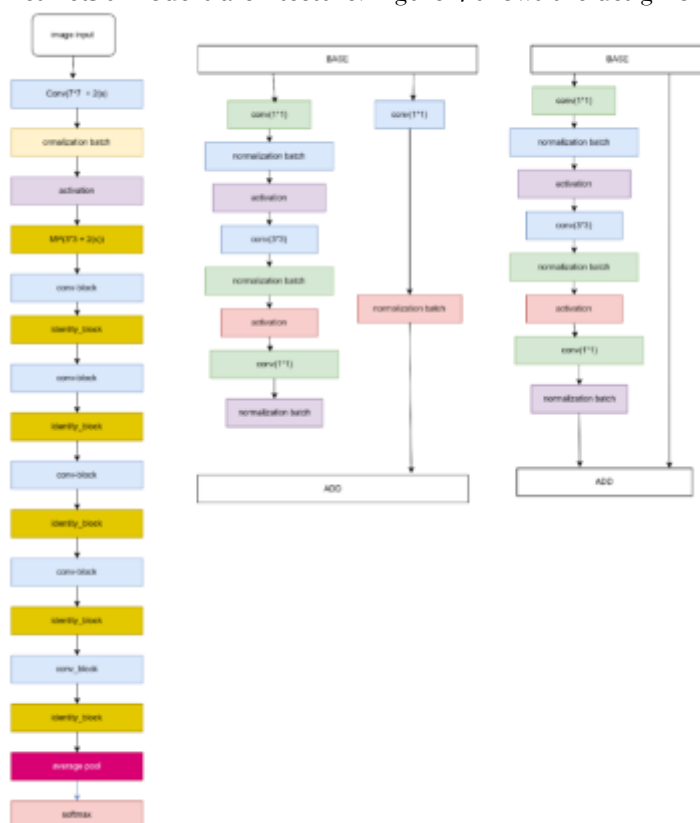 image input
Conv(7*7 + 2(s)
ormalization batch
activation
MP(3*3 + 2(s))
conv-block
identity_block
conv-block
identity_block
conv-block
identity_block
conv-block
identity_block
conv_block
identity_block
average pool
softmax
BASE
conv(1*1)
conv(1*1)
normalization batch
activation
conv(3*3)
normalization batch
activation
normalization batch
conv(1*1)
normalization batch
ADD
BASE
conv(1*1)
normalization batch
activation
conv(3*3)
normalization batch
activation
conv(1*1)
normalization batch
ADD